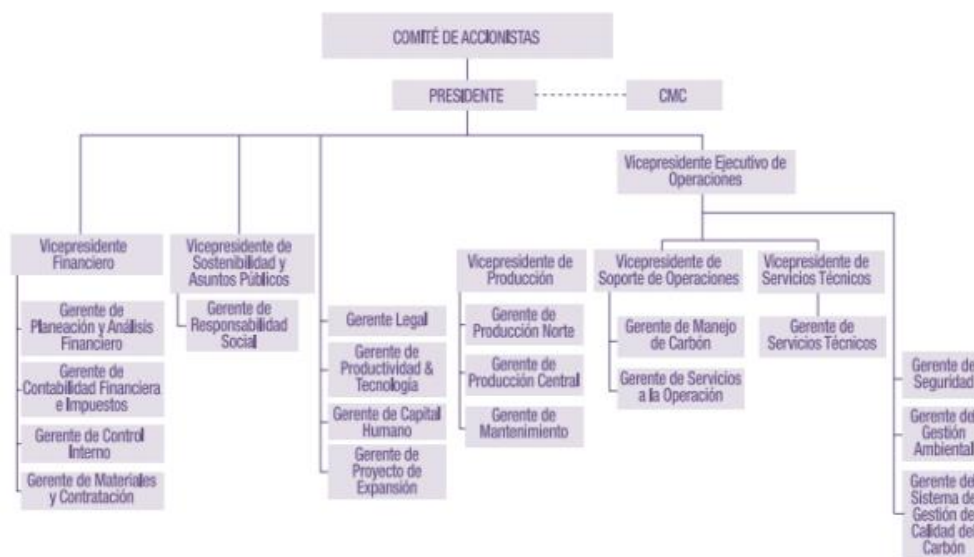 COMITÉ DE ACCIONISTAS
PRESIDENTE
CMC
Vicepresidente Ejecutivo de
Operaciones
Vicepresidente
Financiero
Gerente de
Planeación y Análisis
Financiero
Gerente de
Contabilidad Financiera
e Impuestos
Gerente de Control
Interno
Gerente de Materiales
y Contratación
Vicepresidente de
Sostenibilidad y
Asuntos Públicos
Gerente de
Responsabilidad
Social
Gerente Legal
Gerente de
Productividad &
Tecnología
Gerente de Capital
Humano
Gerente de
Proyecto de
Expansión
Vicepresidente de
Producción
Gerente de
Producción Norte
Gerente de
Producción Central
Gerente de
Mantenimiento
Vicepresidente de
Soporte de Operaciones
Gerente de Manejo
de Carbón
Gerente de Servicios
a la Operación
Vicepresidente de
Servicios Técnicos
Gerente de
Servicios Técnicos
Gerente de
Seguridad
Gerente de
Gestión
Ambiental
Gerente del
Sistema de
Gestión de
Calidad del
Carbón